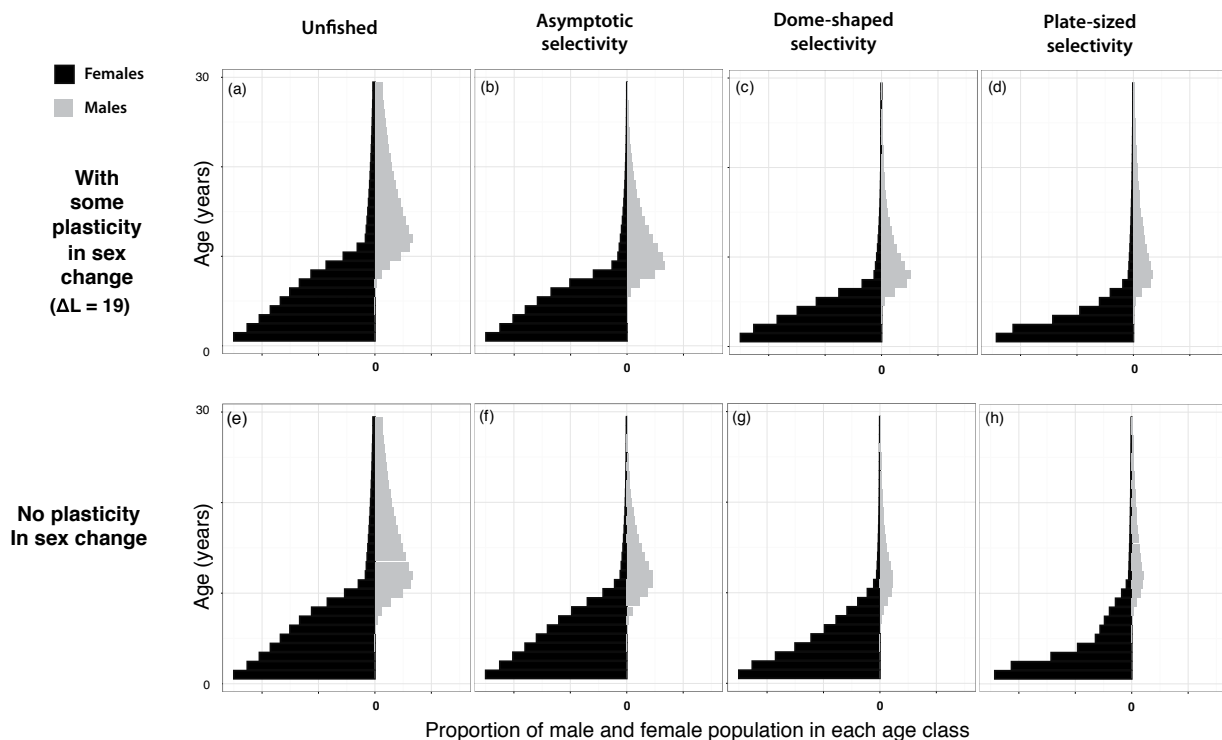 Unfished
Asymptotic
selectivity
Dome-shaped
selectivity
Plate-sized
selectivity
Females
Males
With
some
plasticity
in sex
change
(ΔL = 19)
Age (years)
30
0
(a)
(b)
(c)
(d)
0
0
0
0
No plasticity
In sex change
Age (years)
30
0
(e)
(f)
(g)
(h)
0
0
0
0
Proportion of male and female population in each age class